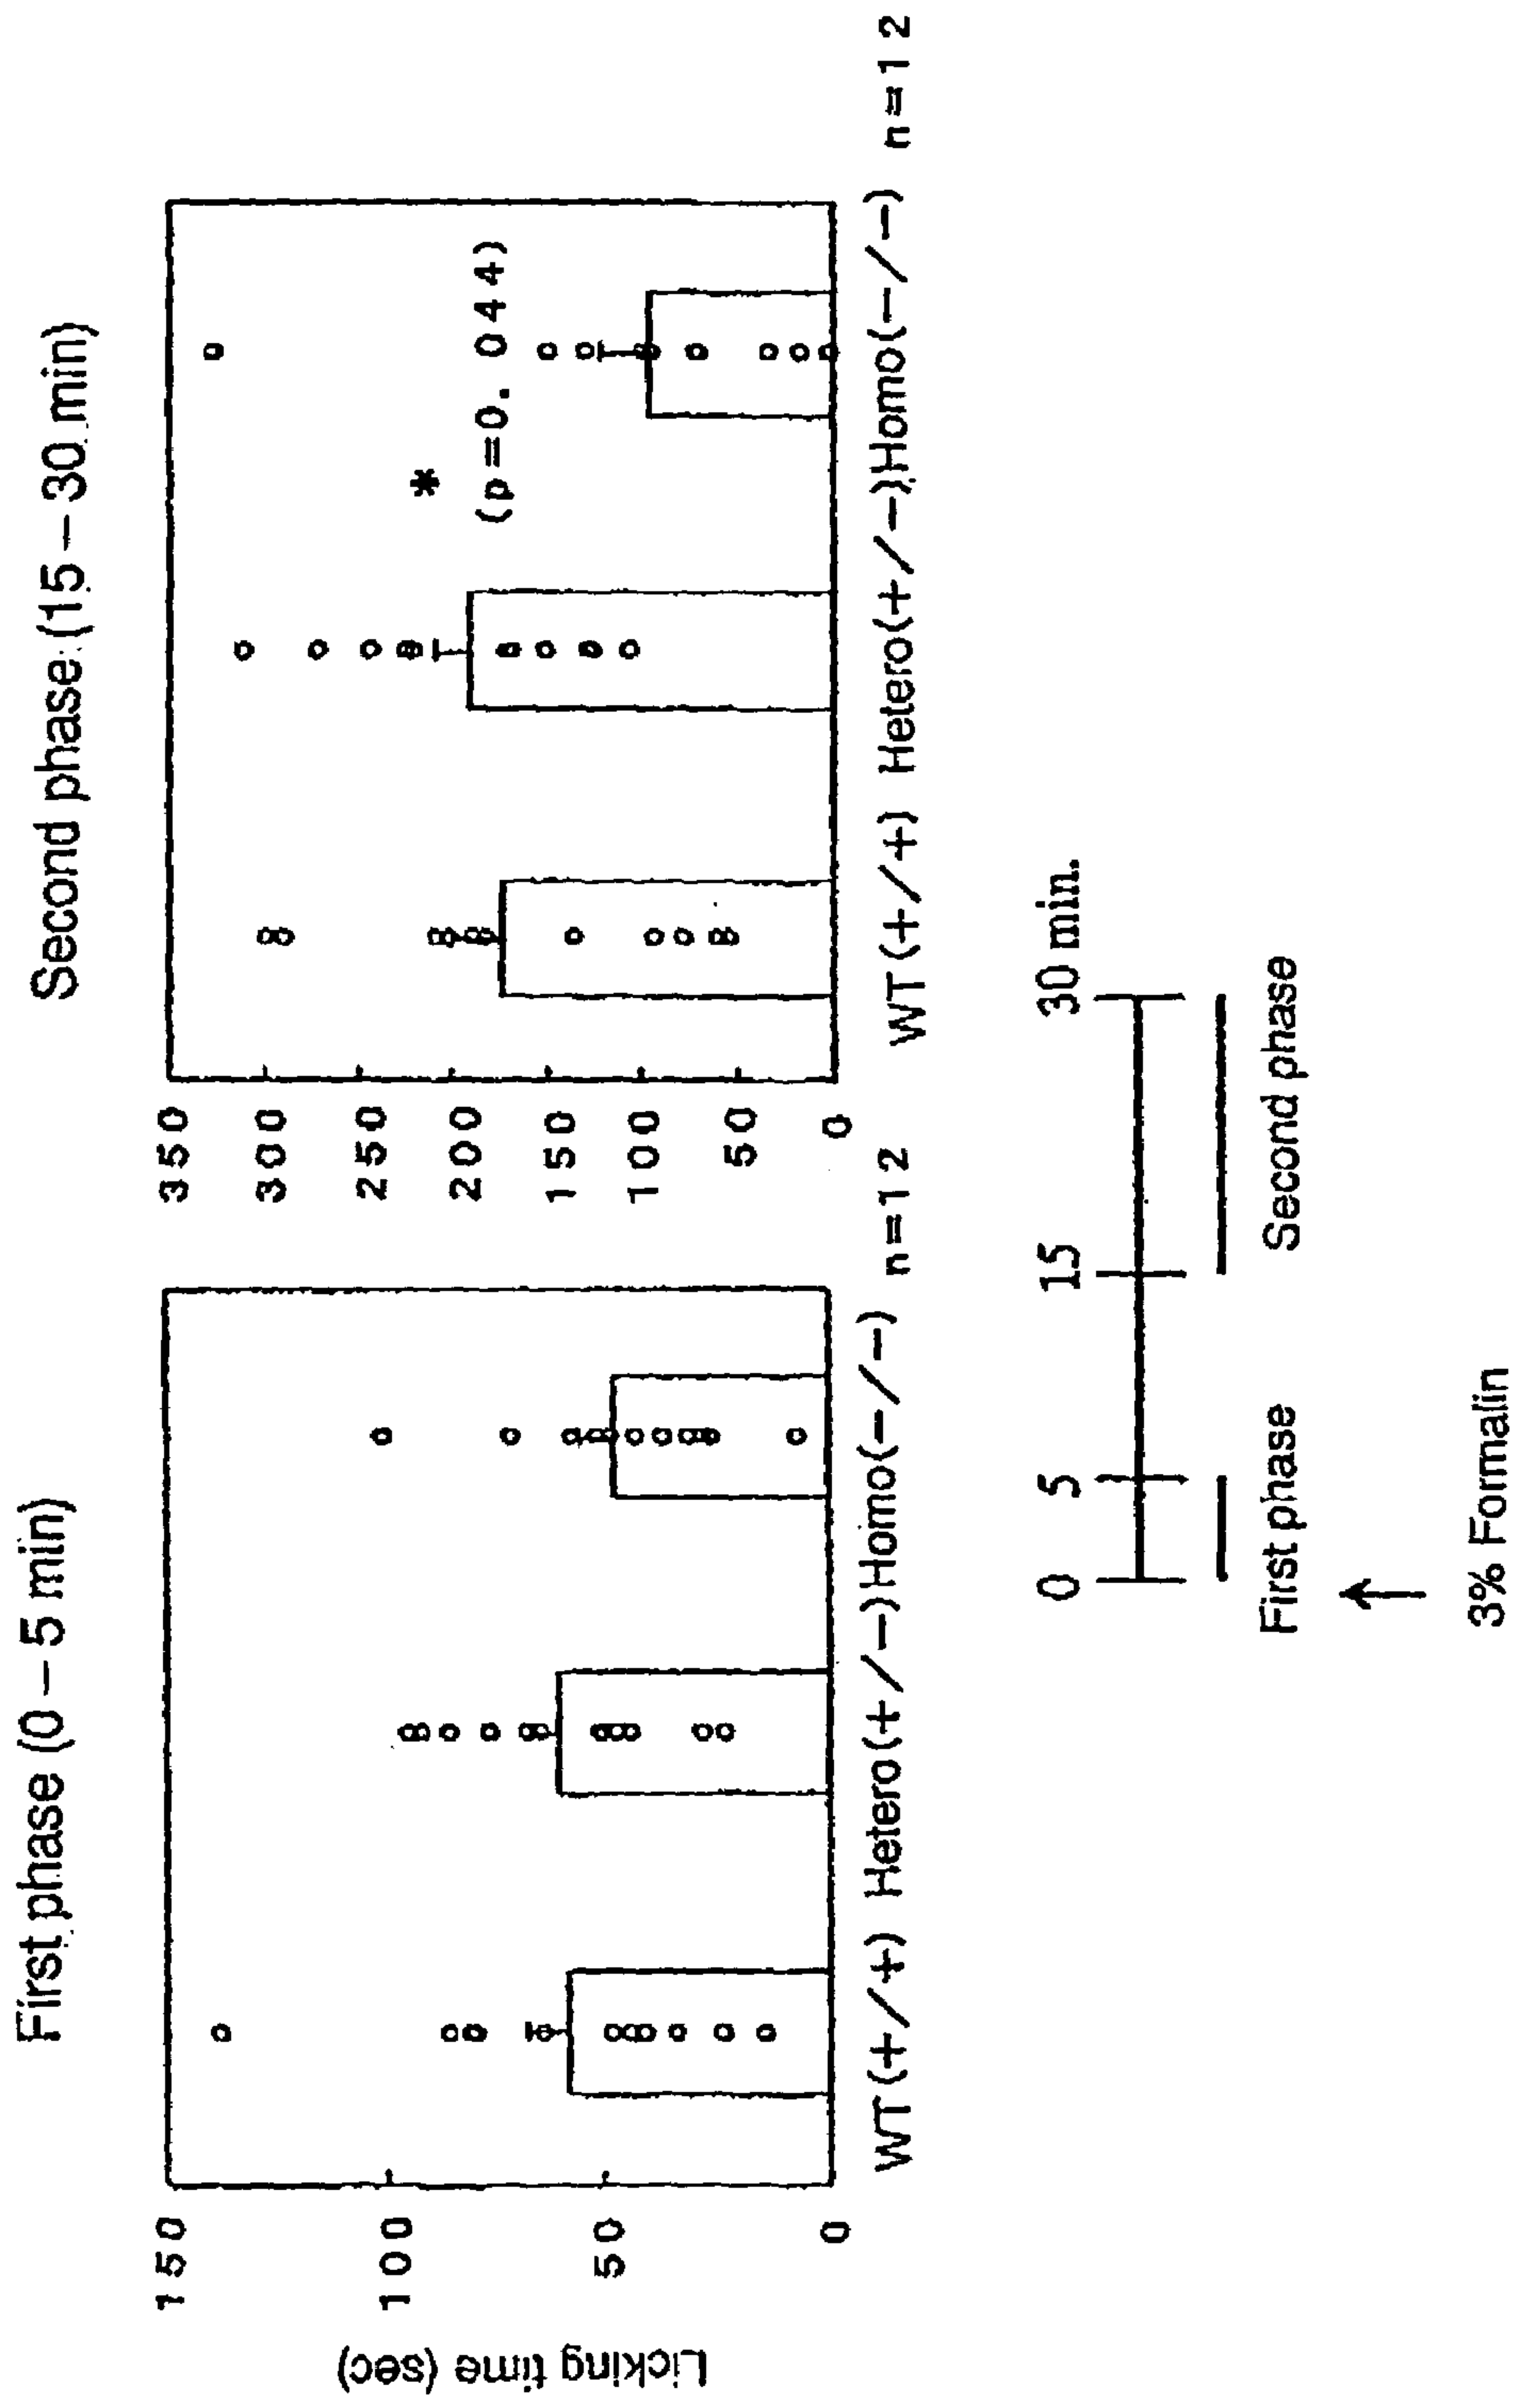 First phase (0 – 5 min)
Second phase (15 – 30 min)
Licking time (sec)
150
100
50
0
350
300
250
200
150
100
50
0
*
(p=0. 044)
WT(+/+) Hetero(+/−)Homo(−/−) n=12
WT(+/+) Hetero(+/−)Homo(−/−) n=12
0 5 15 30 min.
First phase Second phase
3% Formalin